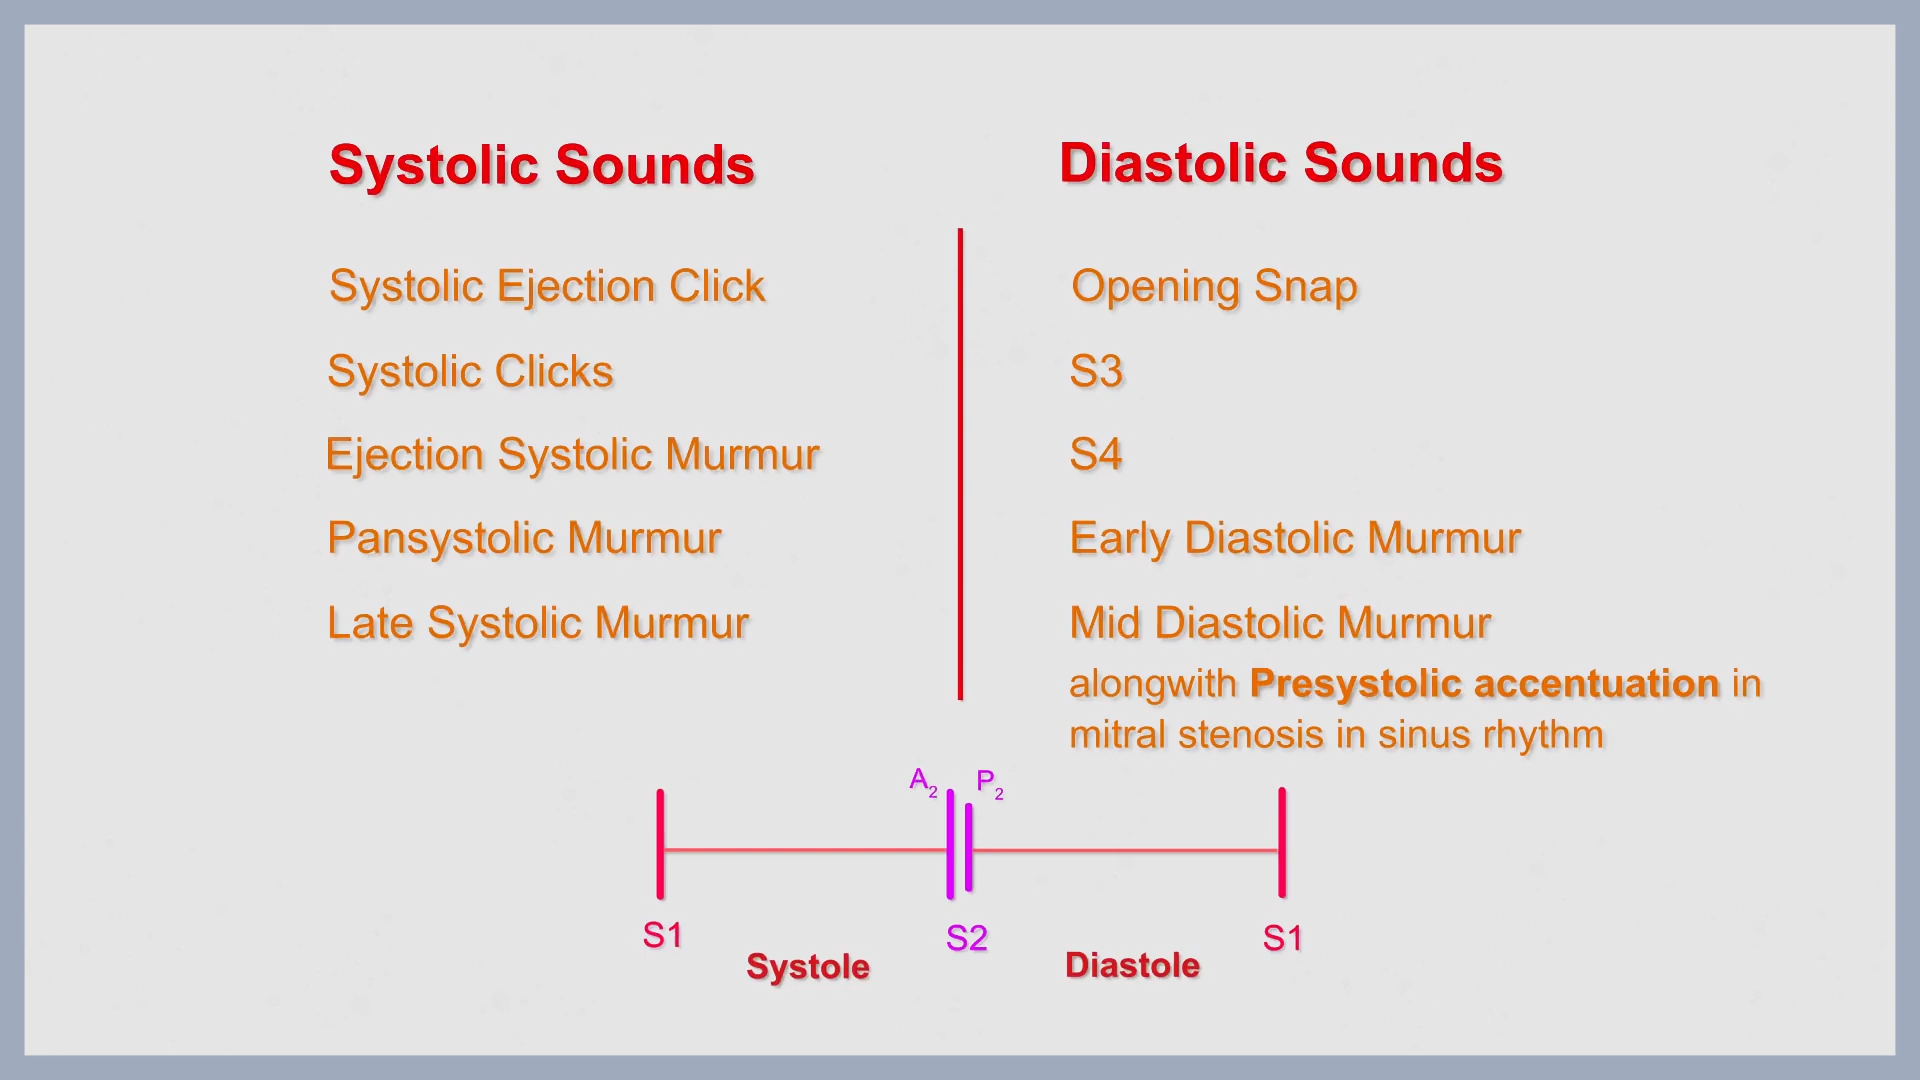 Systolic Sounds
Systolic Ejection Click
Systolic Clicks
Ejection Systolic Murmur
Pansystolic Murmur
Late Systolic Murmur
Diastolic Sounds
Opening Snap
S3
S4
Early Diastolic Murmur
Mid Diastolic Murmur
alongwith Presystolic accentuation in
mitral stenosis in sinus rhythm
A2 P2
S1 S2 S1
Systole Diastole